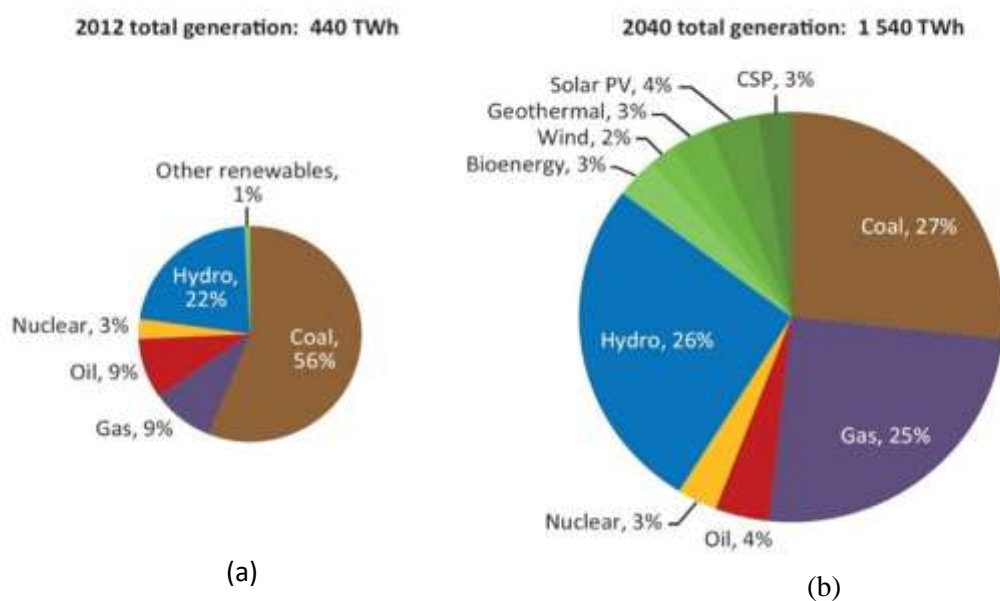 2012 total generation: 440 TWh
Other renewables,
1%
Hydro,
22%
Nuclear, 3%
Oil, 9%
Gas, 9%
Coal,
56%
(a)
2040 total generation: 1 540 TWh
Solar PV, 4%
CSP, 3%
Geothermal, 3%
Wind, 2%
Bioenergy, 3%
Coal, 27%
Hydro, 26%
Gas, 25%
Nuclear, 3%
Oil, 4%
(b)